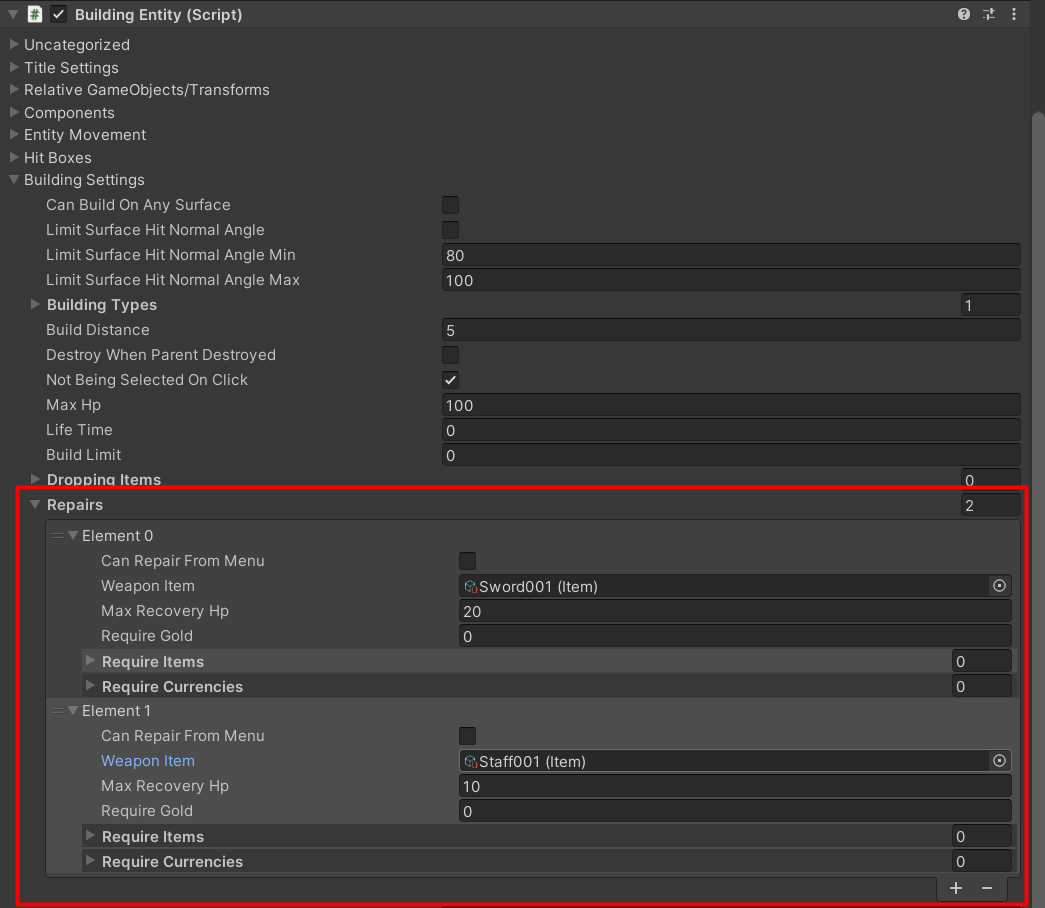 Building Entity (Script)
Uncategorized
Title Settings
Relative GameObjects/Transforms
Components
Entity Movement
Hit Boxes
Building Settings
Can Build On Any Surface
Limit Surface Hit Normal Angle
Limit Surface Hit Normal Angle Min 80
Limit Surface Hit Normal Angle Max 100
Building Types 1
Build Distance 5
Destroy When Parent Destroyed
Not Being Selected On Click
Max Hp 100
Life Time 0
Build Limit 0
Dropping Items 0
Repairs 2
Element 0
Can Repair From Menu
Weapon Item Sword001 (Item)
Max Recovery Hp 20
Require Gold 0
Require Items 0
Require Currencies 0
Element 1
Can Repair From Menu
Weapon Item Staff001 (Item)
Max Recovery Hp 10
Require Gold 0
Require Items 0
Require Currencies 0